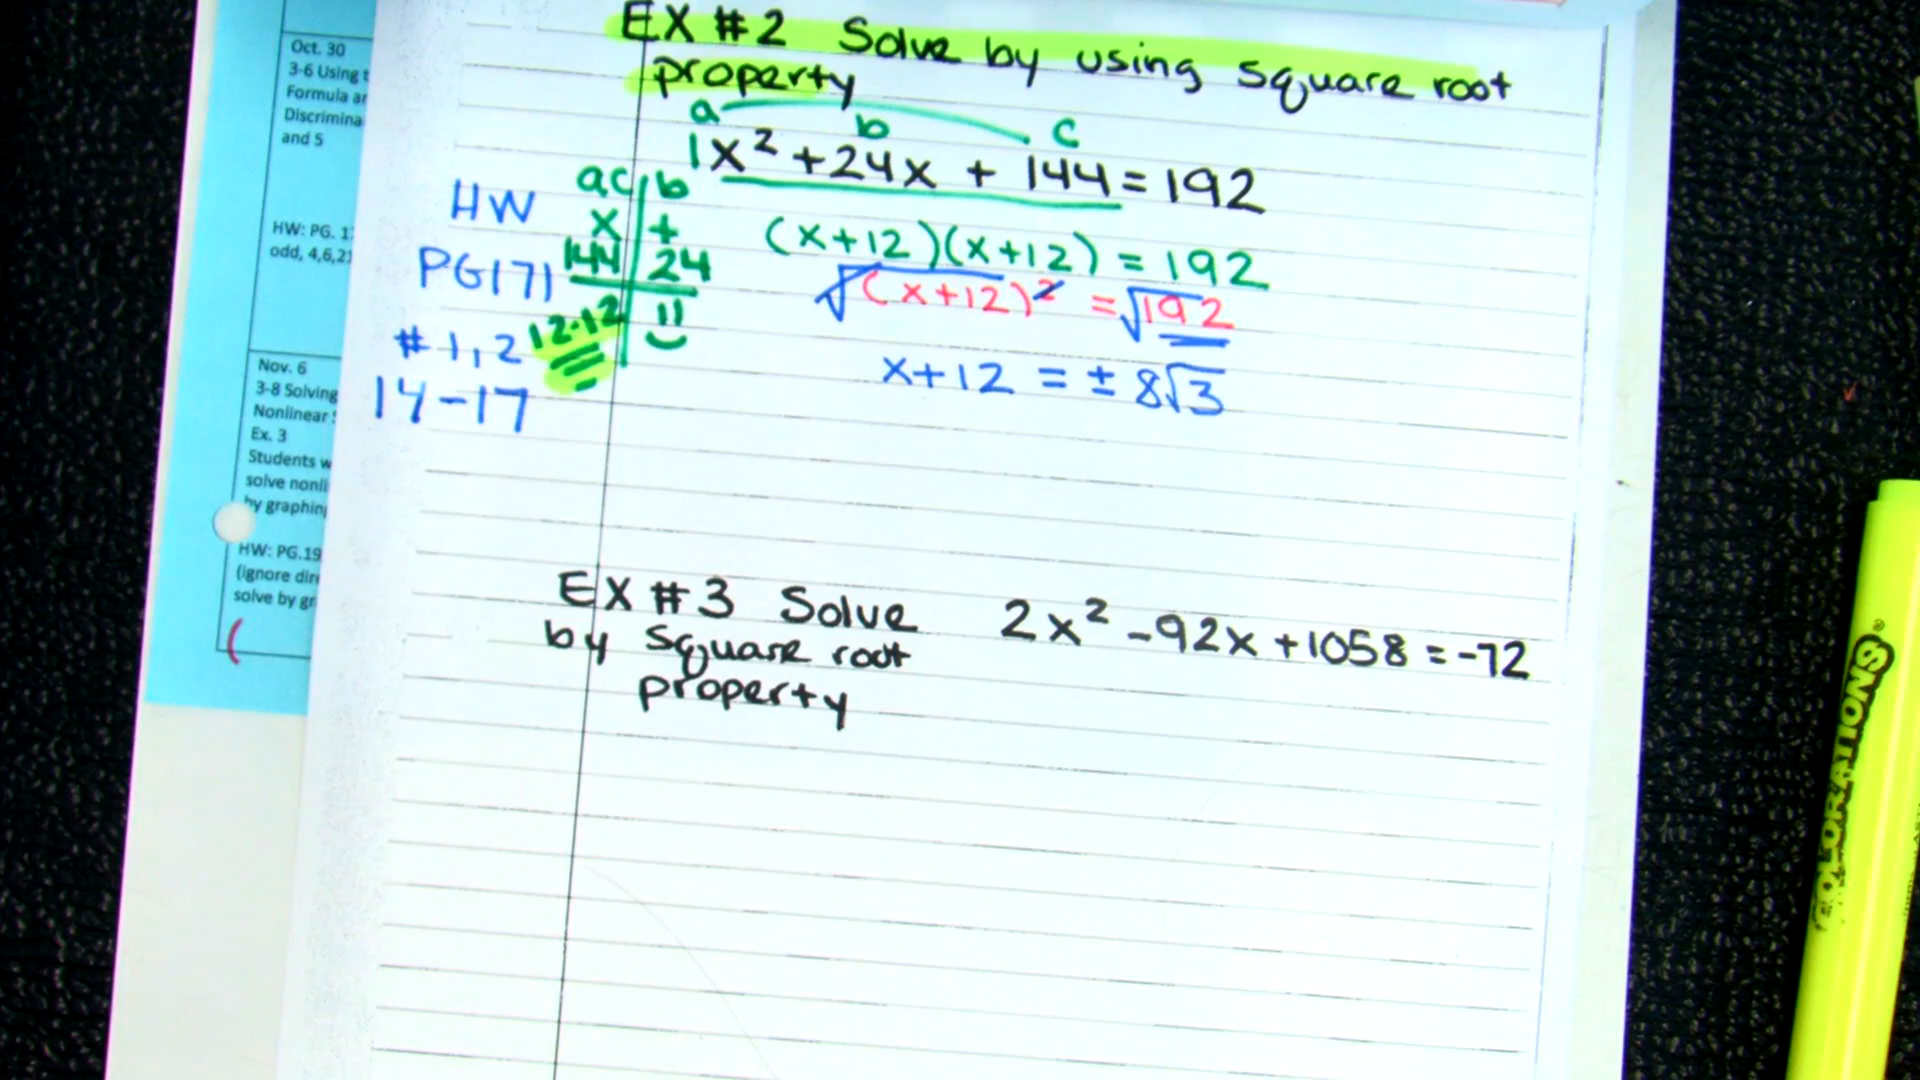 EX #2 Solve by using square root
property
a b c
1x² +24x + 144 = 192
ac b
x +
144 24
12·12
(x+12)(x+12) = 192
√(x+12)² = √192
x+12 = ± 8√3
HW
PG171
#1,2
14-17
EX #3 Solve
by square root
property
2x² -92x +1058 = -72
Oct. 30
3-6 Using
Formula
Discrimina
and 5
HW: PG.
odd, 4,6,21
Nov. 6
3-8 Solving
Nonlinear
Ex. 3
Students
solve nonli
by graphin
HW: PG.19
(ignore dire
solve by gr